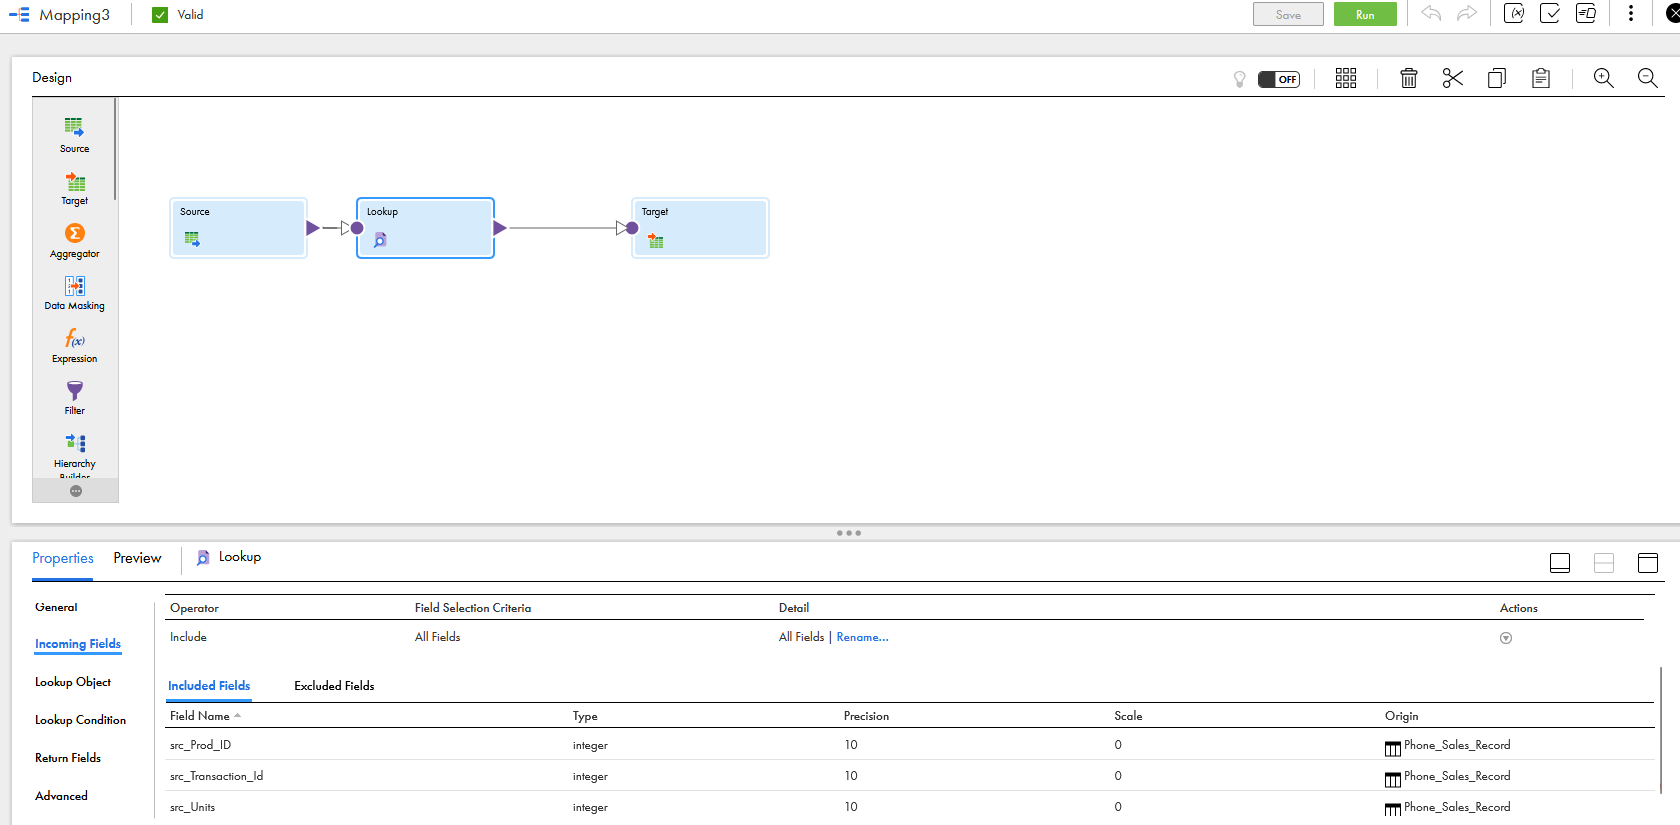 Mapping3
Valid
Save
Run
Design
OFF
Source
Target
Aggregator
Data Masking
Expression
Filter
Hierarchy
Builder
Source
Lookup
Target
Properties
Preview
Lookup
General
Incoming Fields
Lookup Object
Lookup Condition
Return Fields
Advanced
Operator Field Selection Criteria Detail Actions
Include All Fields All Fields | Rename...
Included Fields Excluded Fields
Field Name Type Precision Scale Origin
src_Prod_ID integer 10 0 Phone_Sales_Record
src_Transaction_Id integer 10 0 Phone_Sales_Record
src_Units integer 10 0 Phone_Sales_Record